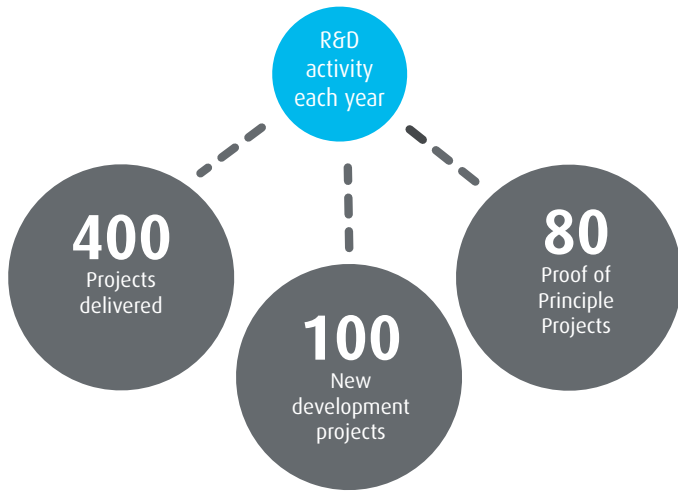 R&D
activity
each year
400
Projects
delivered
100
New
development
projects
80
Proof of
Principle
Projects